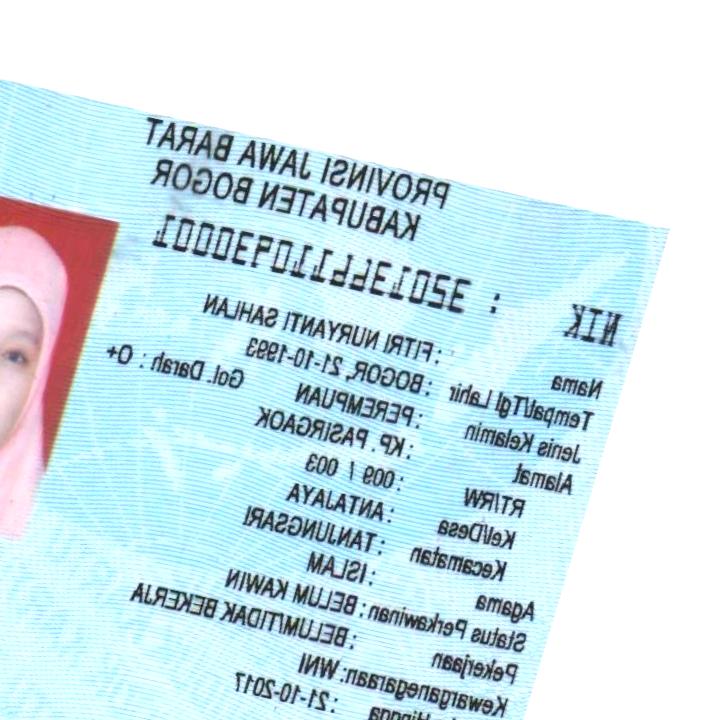 PROVINSI JAWA BARAT
KABUPATEN BOGOR
NIK : 3201366110930001
Nama : FITRI NURYANTI SAHLAN
Tempat/Tgl Lahir : BOGOR, 21-10-1993
Jenis Kelamin : PEREMPUAN Gol. Darah : O+
Alamat : KP. PASIRGAOK
RT/RW : 009 / 003
Kel/Desa : ANTAJAYA
Kecamatan : TANJUNGSARI
Agama : ISLAM
Status Perkawinan: BELUM KAWIN
Pekerjaan : BELUM/TIDAK BEKERJA
Kewarganegaraan: WNI
Hingga : 21-10-2017